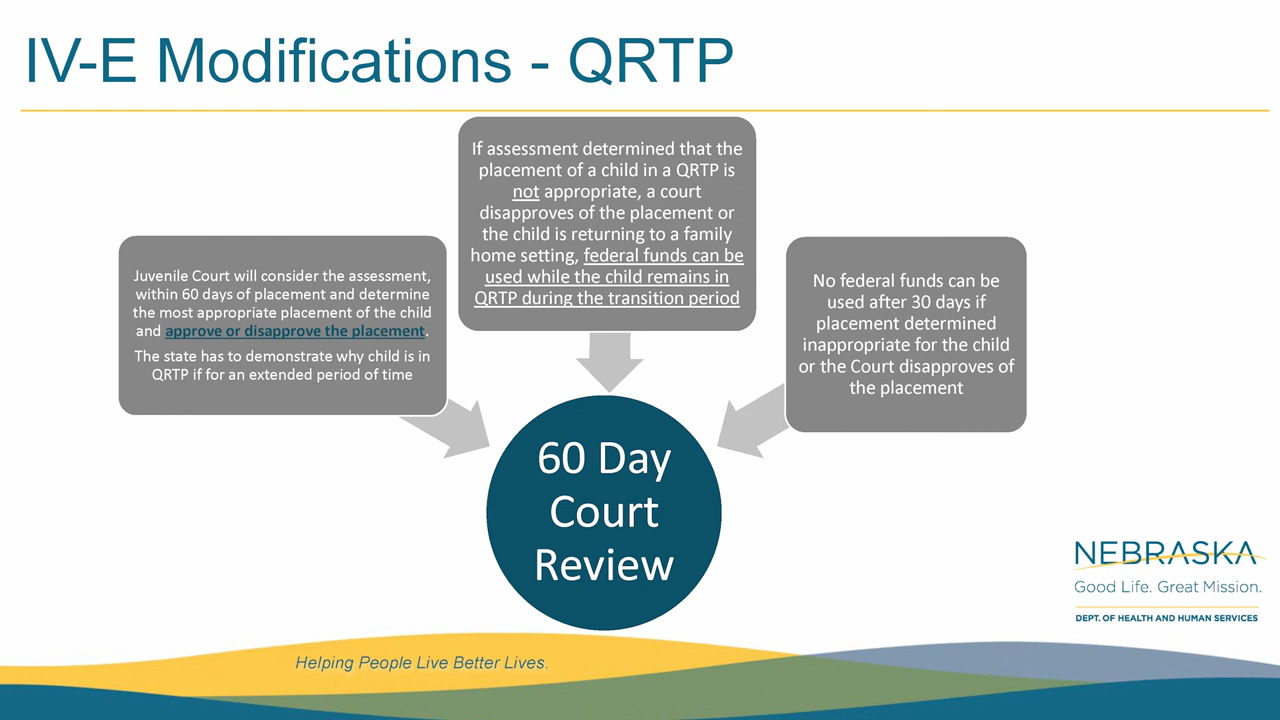 IV-E Modifications - QRTP
If assessment determined that the
placement of a child in a QRTP is
not appropriate, a court
disapproves of the placement or
the child is returning to a family
home setting, federal funds can be
used while the child remains in
QRTP during the transition period
Juvenile Court will consider the assessment,
within 60 days of placement and determine
the most appropriate placement of the child
and approve or disapprove the placement.
The state has to demonstrate why child is in
QRTP if for an extended period of time
No federal funds can be
used after 30 days if
placement determined
inappropriate for the child
or the Court disapproves of
the placement
60 Day
Court
Review
NEBRASKA
Good Life. Great Mission.
DEPT. OF HEALTH AND HUMAN SERVICES
Helping People Live Better Lives.